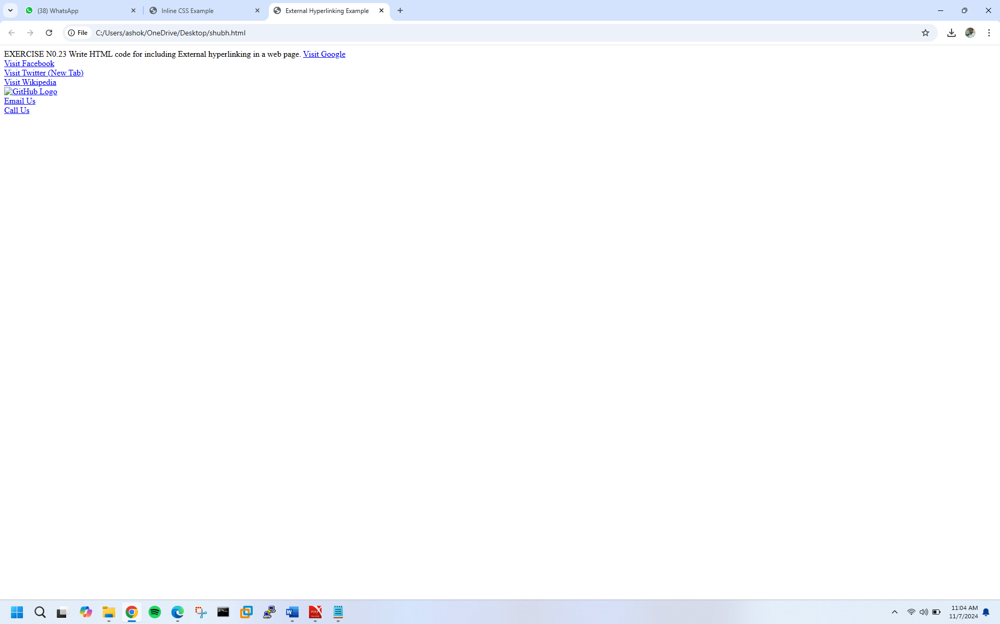 (38) WhatsApp
Inline CSS Example
External Hyperlinking Example
File
C:/Users/ashok/OneDrive/Desktop/shubh.html
EXERCISE N0.23 Write HTML code for including External hyperlinking in a web page. Visit Google
Visit Facebook
Visit Twitter (New Tab)
Visit Wikipedia
GitHub Logo
Email Us
Call Us
11:04 AM
11/7/2024